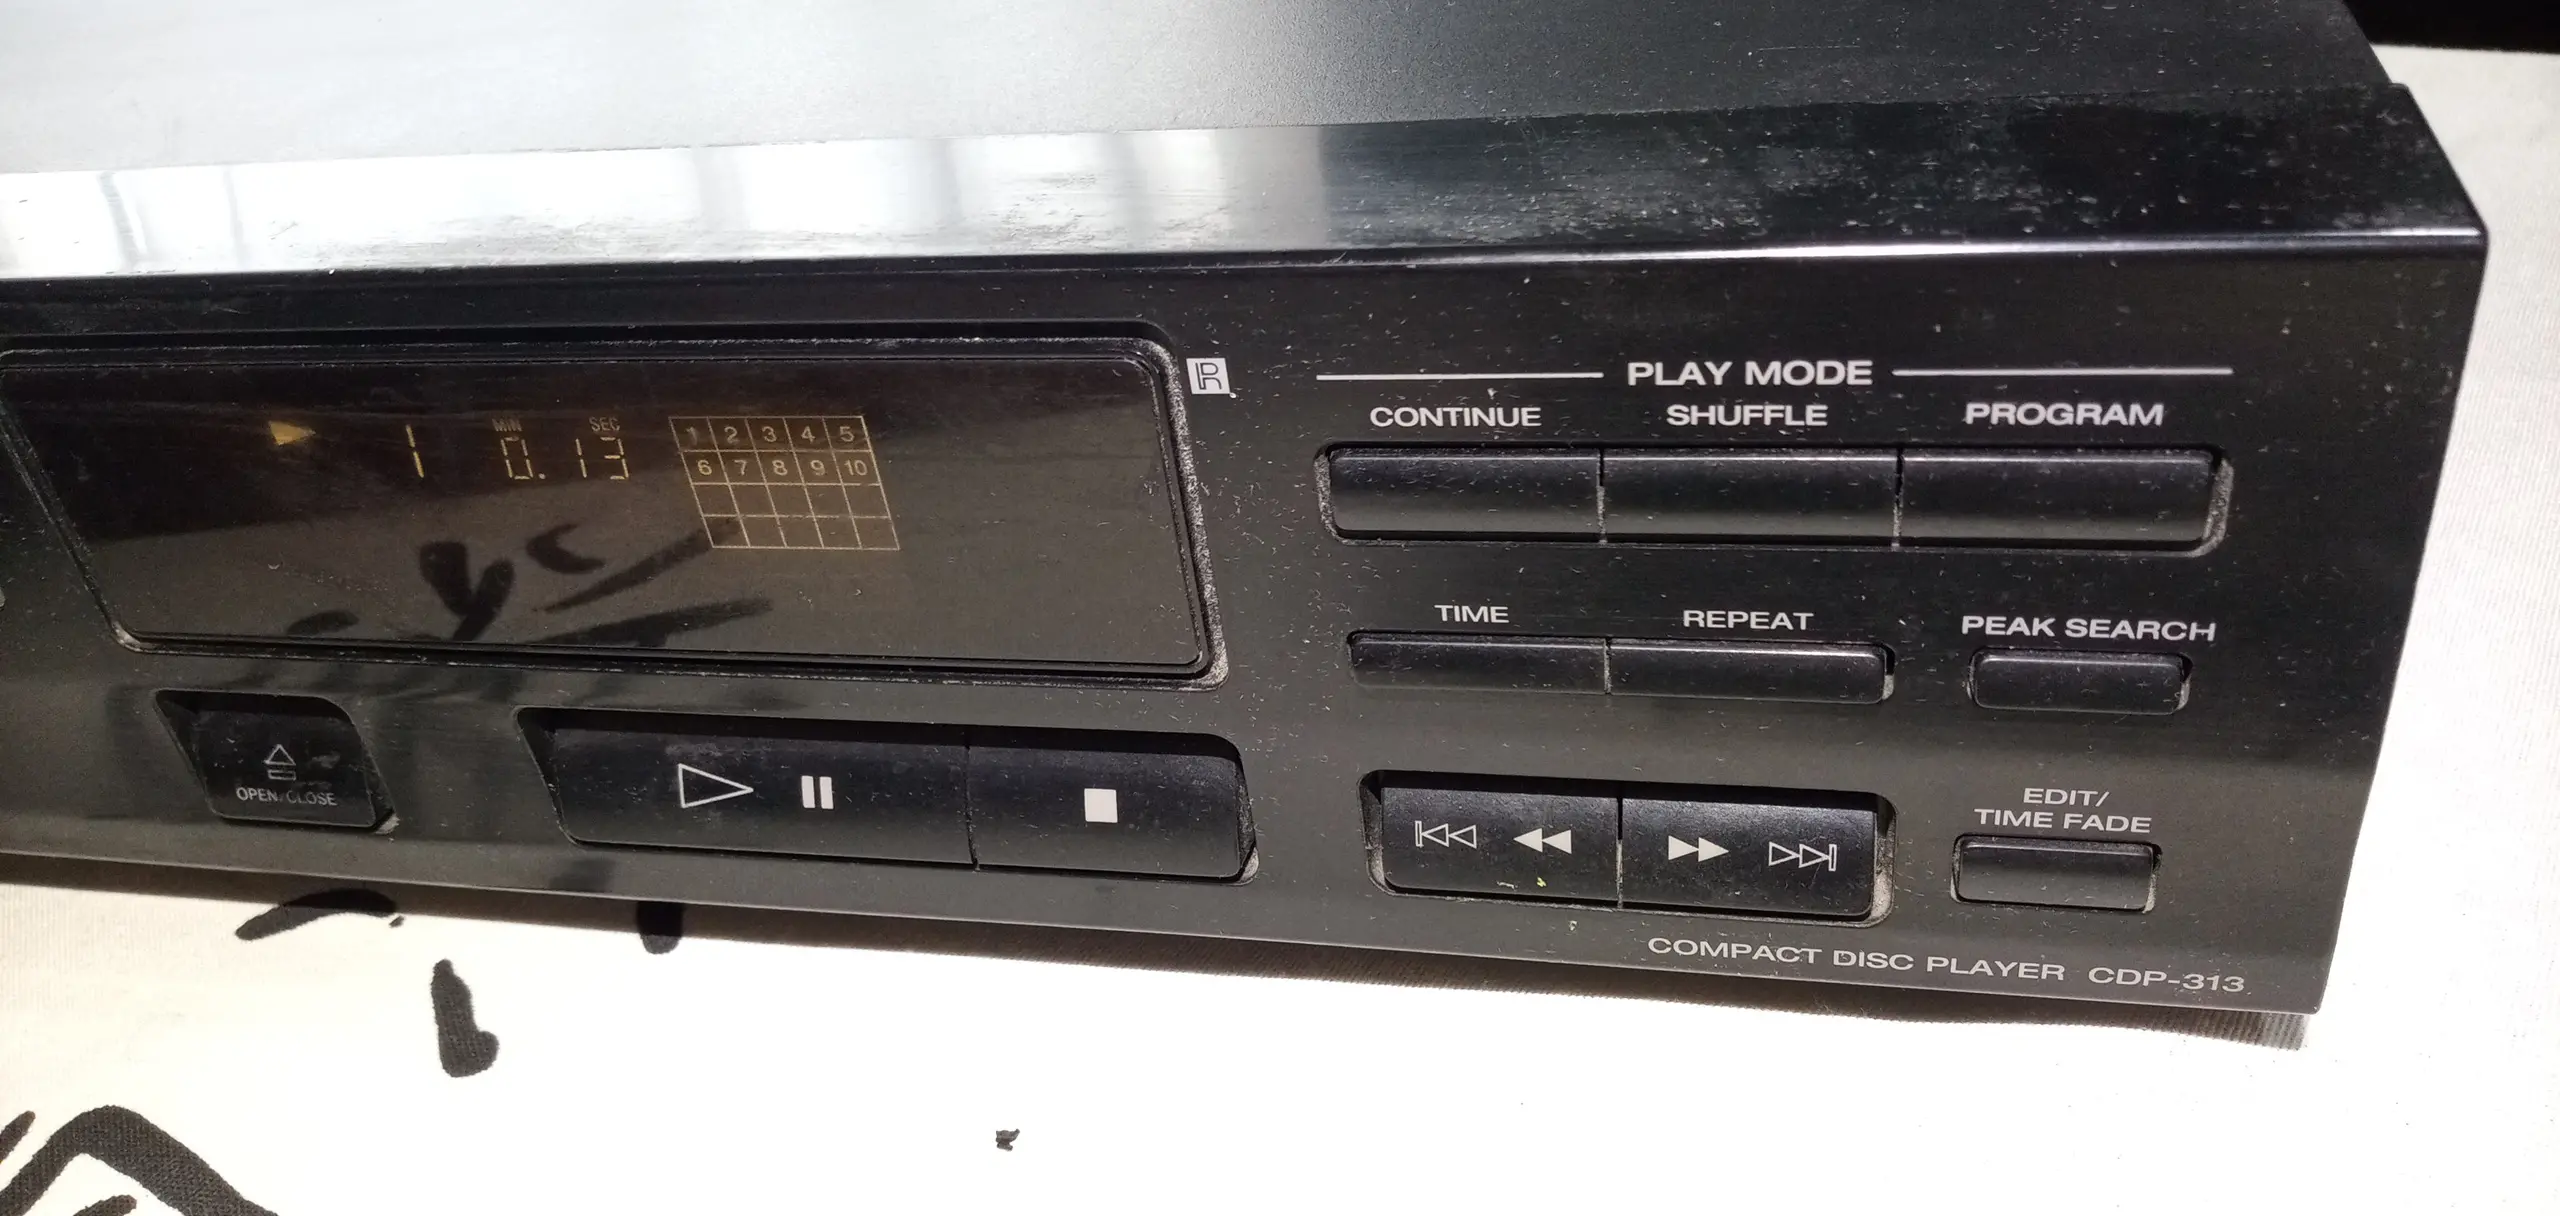 PLAY MODE
CONTINUE SHUFFLE PROGRAM
MIN SEC
1 0.13
1 2 3 4 5
6 7 8 9 10
R
TIME REPEAT PEAK SEARCH
OPEN/CLOSE
EDIT/
TIME FADE
COMPACT DISC PLAYER CDP-313